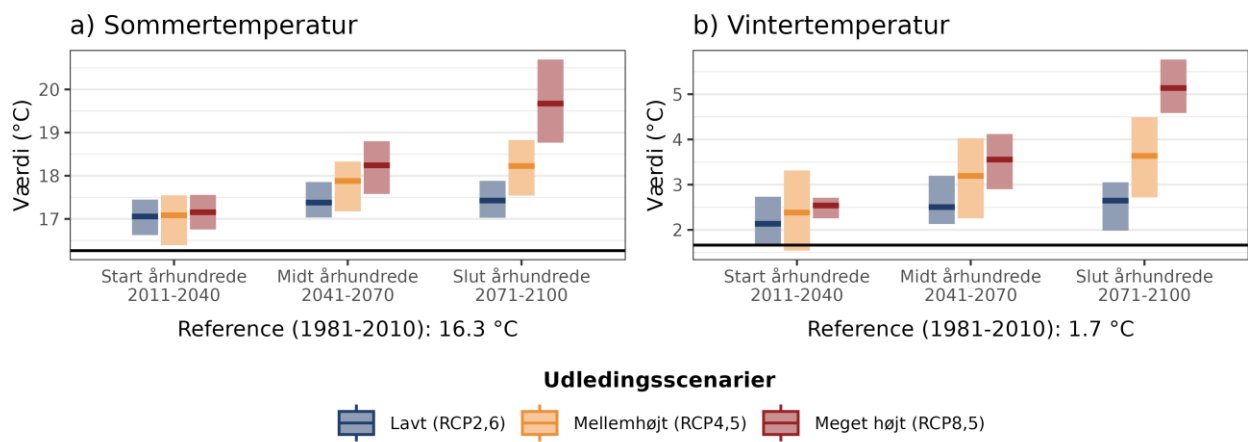 a) Sommertemperatur
Værdi (°C)
20
19
18
17
Start århundrede
2011-2040
Midt århundrede
2041-2070
Slut århundrede
2071-2100
Reference (1981-2010): 16.3 °C
b) Vintertemperatur
Værdi (°C)
5
4
3
2
Start århundrede
2011-2040
Midt århundrede
2041-2070
Slut århundrede
2071-2100
Reference (1981-2010): 1.7 °C
Udledingsscenarier
Lavt (RCP2,6)
Mellemhøjt (RCP4,5)
Meget højt (RCP8,5)